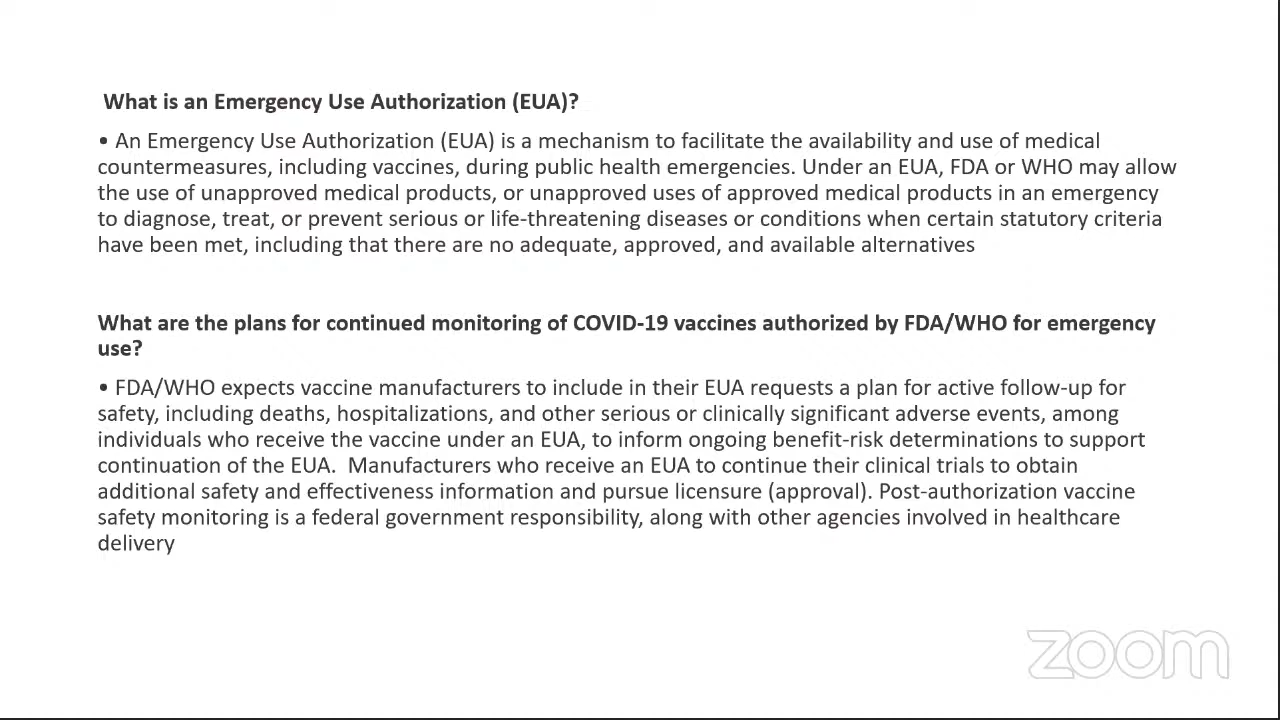 What is an Emergency Use Authorization (EUA)?
• An Emergency Use Authorization (EUA) is a mechanism to facilitate the availability and use of medical
countermeasures, including vaccines, during public health emergencies. Under an EUA, FDA or WHO may allow
the use of unapproved medical products, or unapproved uses of approved medical products in an emergency
to diagnose, treat, or prevent serious or life-threatening diseases or conditions when certain statutory criteria
have been met, including that there are no adequate, approved, and available alternatives
What are the plans for continued monitoring of COVID-19 vaccines authorized by FDA/WHO for emergency
use?
• FDA/WHO expects vaccine manufacturers to include in their EUA requests a plan for active follow-up for
safety, including deaths, hospitalizations, and other serious or clinically significant adverse events, among
individuals who receive the vaccine under an EUA, to inform ongoing benefit-risk determinations to support
continuation of the EUA.  Manufacturers who receive an EUA to continue their clinical trials to obtain
additional safety and effectiveness information and pursue licensure (approval). Post-authorization vaccine
safety monitoring is a federal government responsibility, along with other agencies involved in healthcare
delivery
zoom